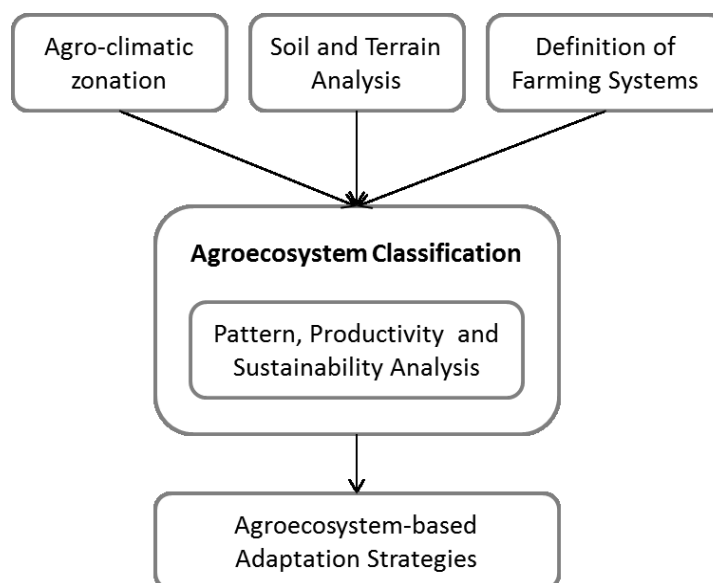 Agro-climatic
zonation
Soil and Terrain
Analysis
Definition of
Farming Systems
Agroecosystem Classification
Pattern, Productivity and
Sustainability Analysis
Agroecosystem-based
Adaptation Strategies